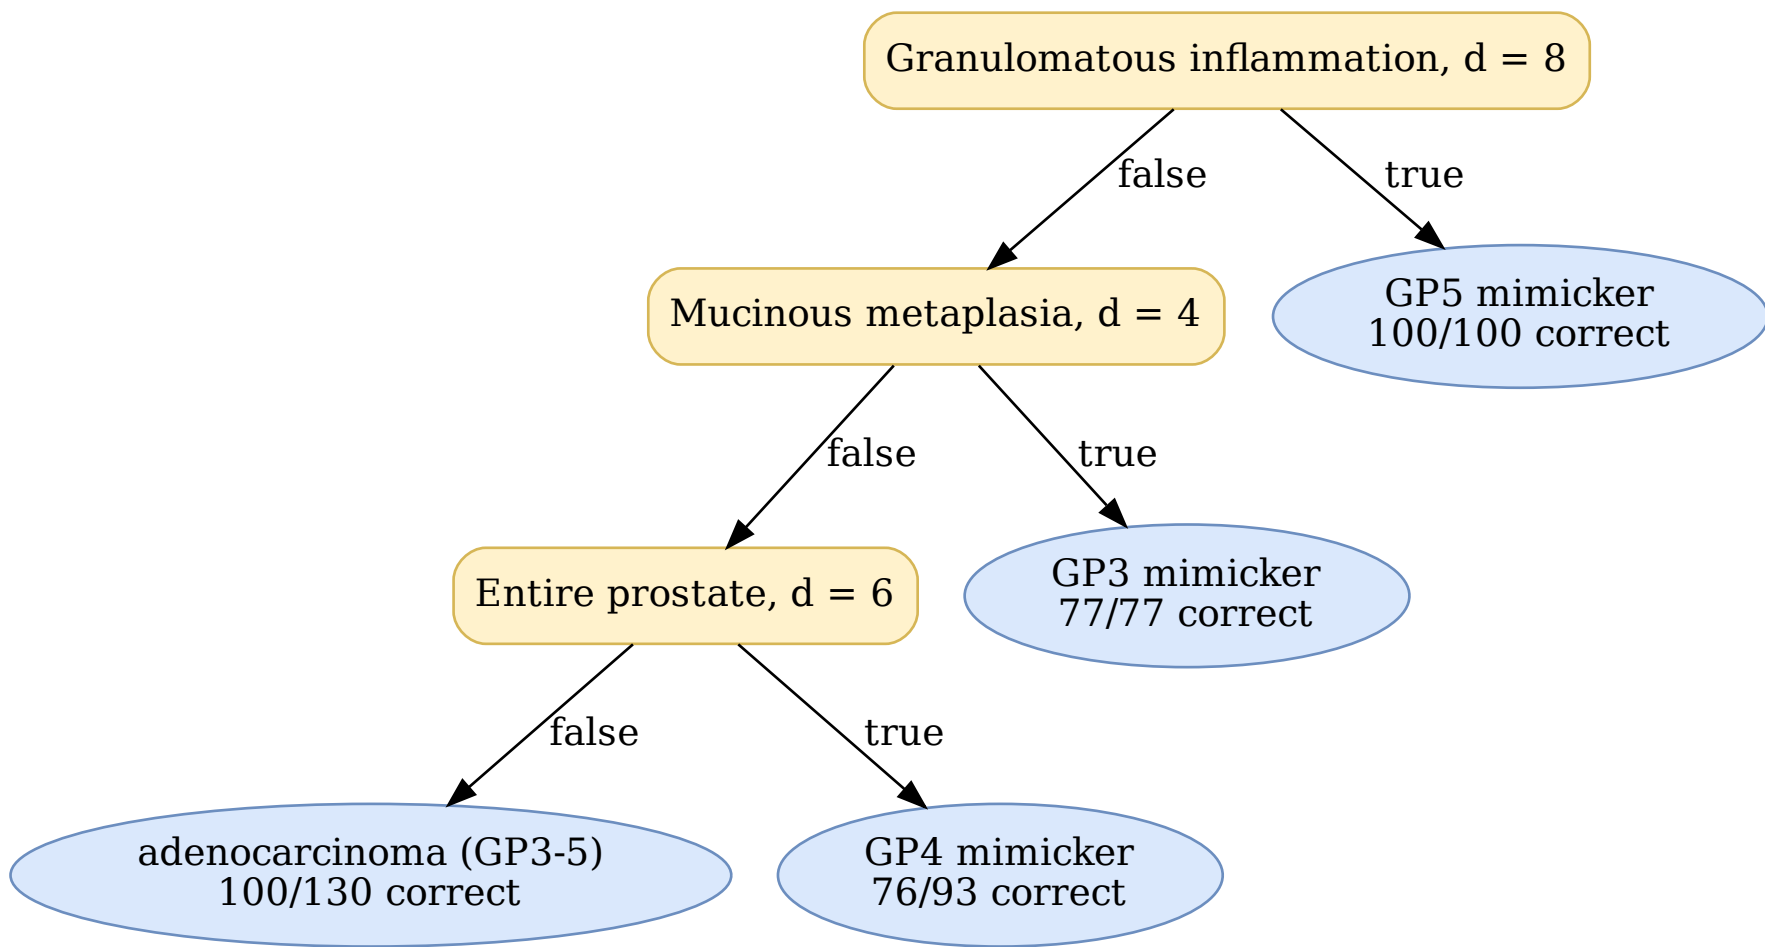 Granulomatous inflammation, d = 8
false
true
Mucinous metaplasia, d = 4
GP5 mimicker
100/100 correct
false
true
Entire prostate, d = 6
GP3 mimicker
77/77 correct
false
true
adenocarcinoma (GP3-5)
100/130 correct
GP4 mimicker
76/93 correct